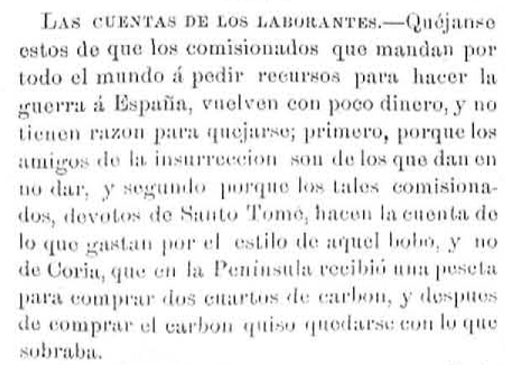 LAS CUENTAS DE LOS LABORANTES.—Quéjanse
estos de que los comisionados que mandan por
todo el mundo á pedir recursos para hacer la
guerra á España, vuelven con poco dinero, y no
tienen razon para quejarse; primero, porque los
amigos de la insurreccion son de los que dan en
no dar, y segundo porque los tales comisiona-
dos, devotos de Santo Tomé, hacen la cuenta de
lo que gastan por el estilo de aquel bobo, y no
de Coria, que en la Península recibió una peseta
para comprar dos cuartos de carbon, y despues
de comprar el carbon quiso quedarse con lo que
sobraba.